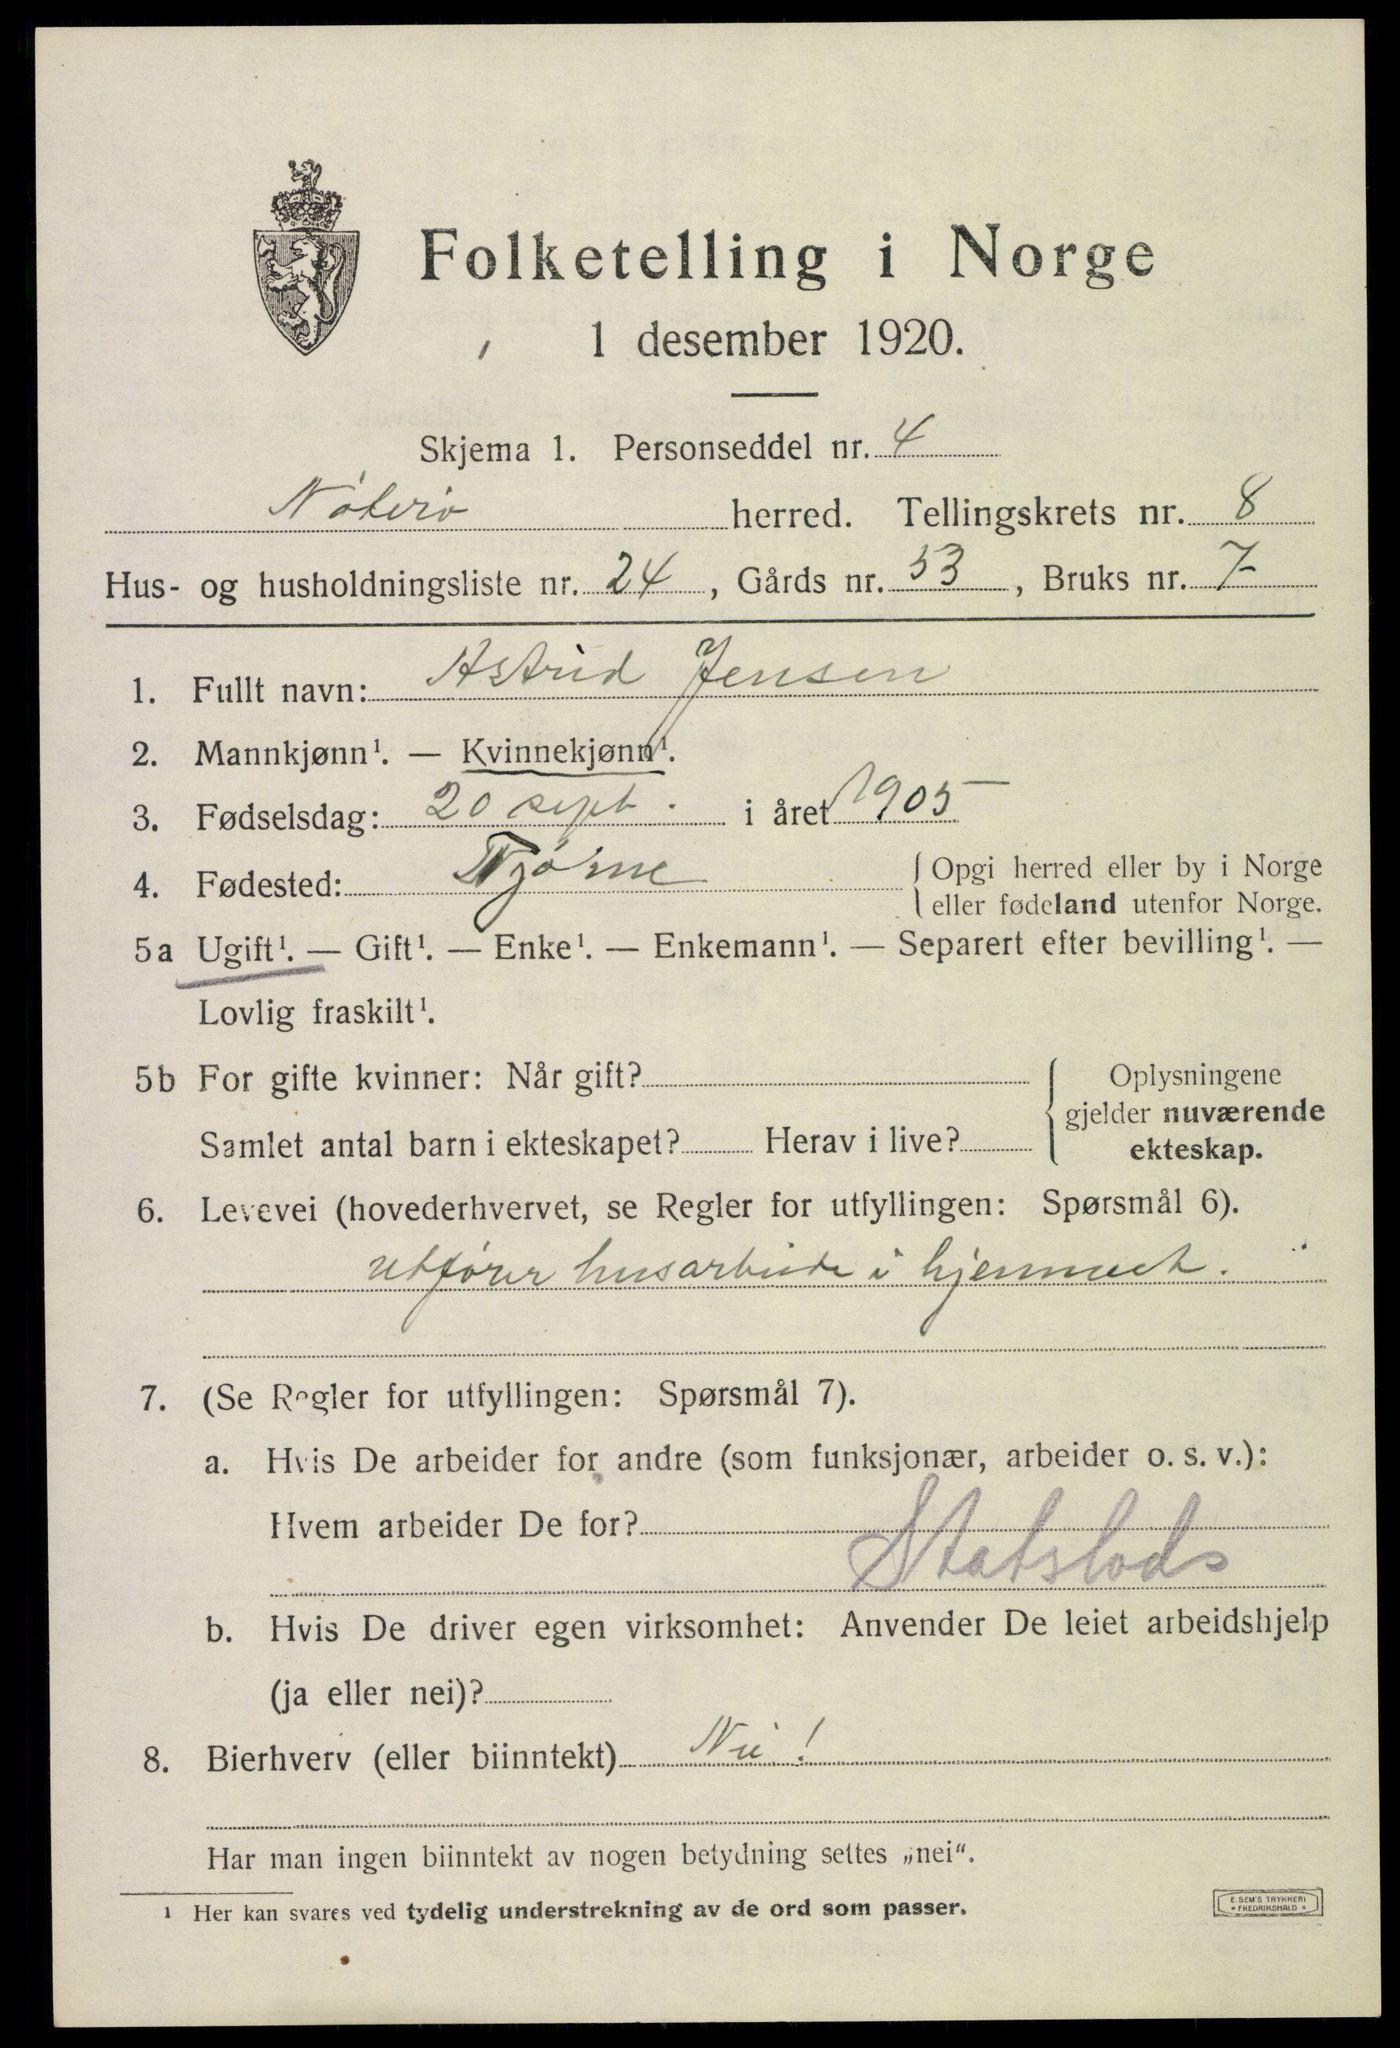 Folketelling i Norge
1 desember 1920.
Skjema 1. Personseddel nr. 4
Nøterø herred. Tellingskrets nr. 8
Hus- og husholdningsliste nr. 24, Gårds nr. 53, Bruks nr. 7
1. Fullt navn: Astrid Jensen
2. Mannkjønn¹. — Kvinnekjønn¹.
3. Fødselsdag: 20 sept. i året 1905
4. Fødested: Tjøme { Opgi herred eller by i Norge
eller fødeland utenfor Norge.
5a Ugift¹. — Gift¹. — Enke¹. — Enkemann¹. — Separert efter bevilling¹. —
Lovlig fraskilt¹.
5b For gifte kvinner: Når gift? { Oplysningene
gjelder nuværende
Samlet antal barn i ekteskapet? Herav i live? ekteskap.
6. Levevei (hovederhvervet, se Regler for utfyllingen: Spørsmål 6).
utfører husarbeide i hjemmet.
7. (Se Regler for utfyllingen: Spørsmål 7).
a. Hvis De arbeider for andre (som funksjonær, arbeider o. s. v.):
Hvem arbeider De for?
Statslods
b. Hvis De driver egen virksomhet: Anvender De leiet arbeidshjelp
(ja eller nei)?
8. Bierhverv (eller biinntekt) Nei!
Har man ingen biinntekt av nogen betydning settes „nei“.
¹ Her kan svares ved tydelig understrekning av de ord som passer.
E. SEM'S TRYKKERI
FREDRIKSHALD